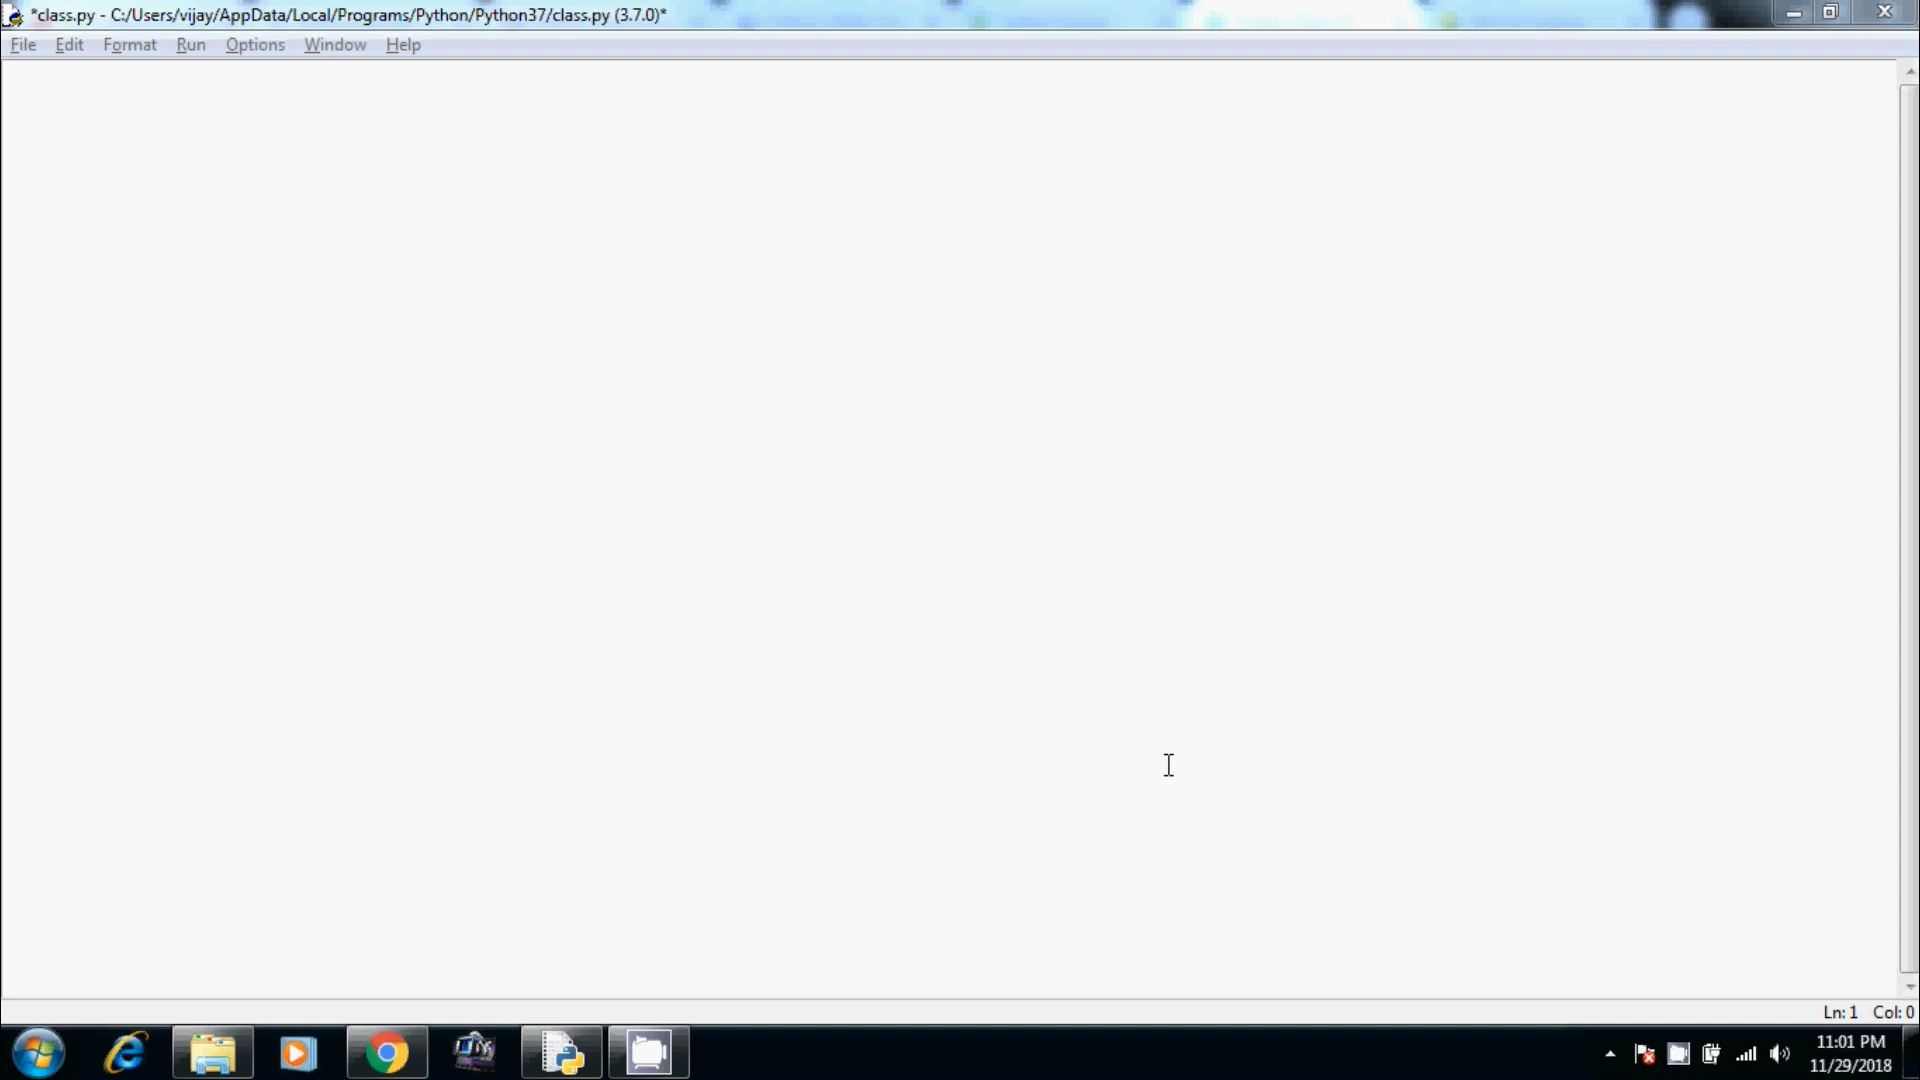 *class.py - C:/Users/vijay/AppData/Local/Programs/Python/Python37/class.py (3.7.0)*
File Edit Format Run Options Window Help
Ln: 1 Col: 0
11:01 PM
11/29/2018